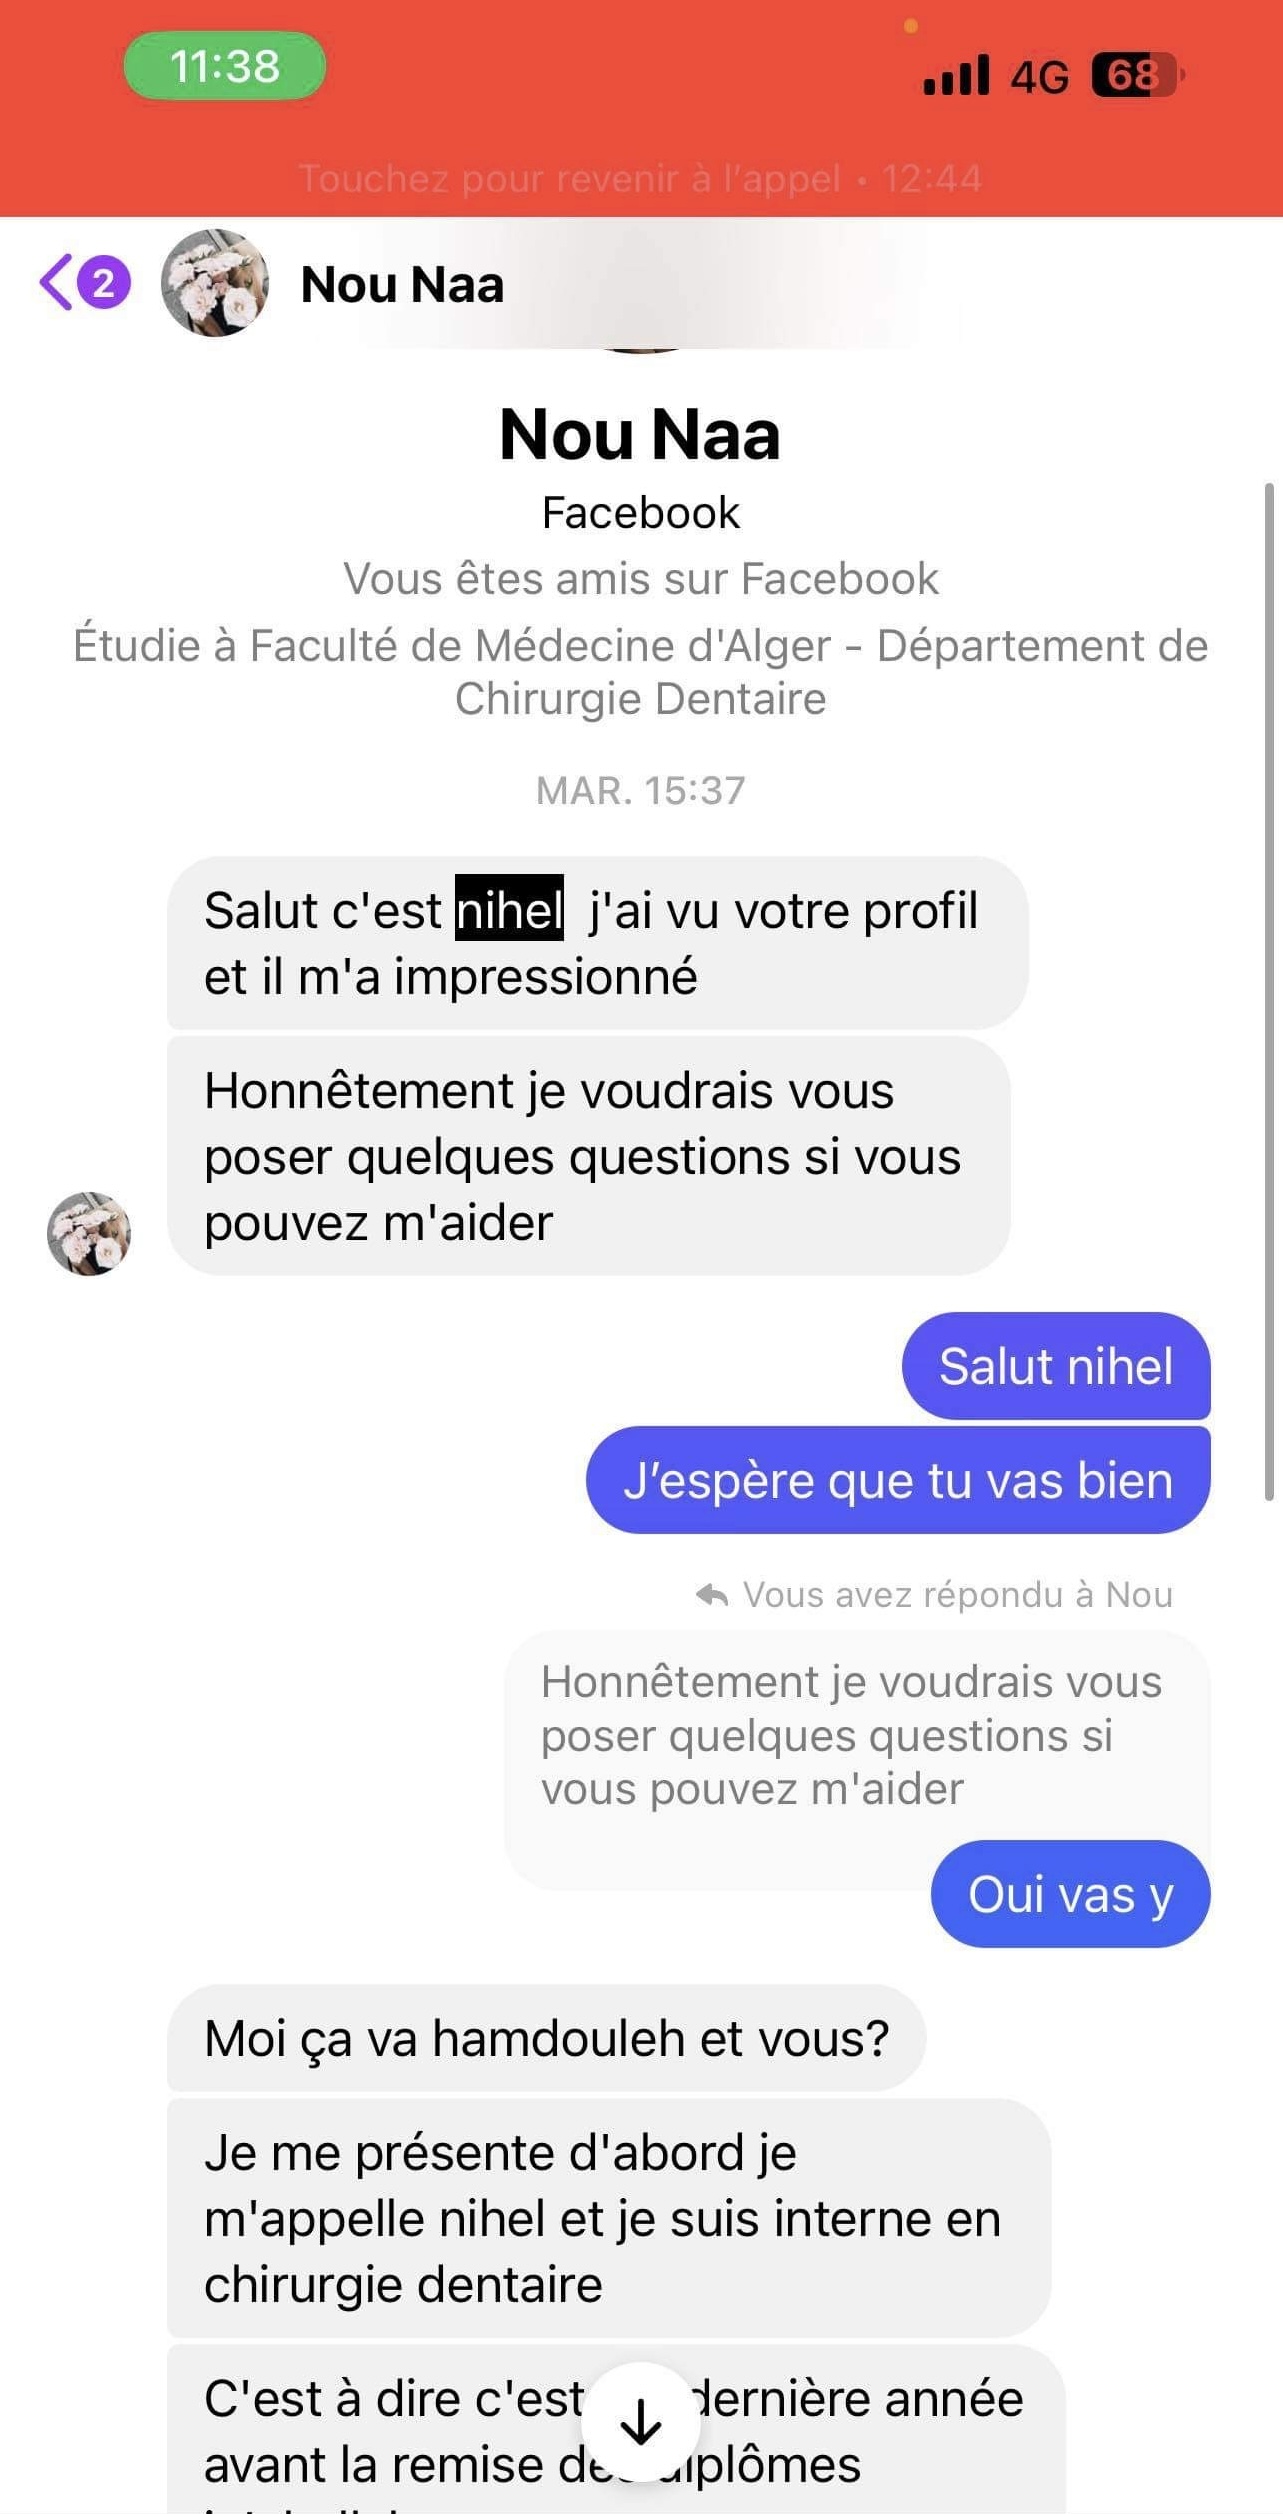 11:38
4G 68
Touchez pour revenir à l’appel • 12:44
2
Nou Naa
Nou Naa
Facebook
Vous êtes amis sur Facebook
Étudie à Faculté de Médecine d'Alger - Département de
Chirurgie Dentaire
MAR. 15:37
Salut c'est nihel j'ai vu votre profil
et il m'a impressionné
Honnêtement je voudrais vous
poser quelques questions si vous
pouvez m'aider
Salut nihel
J’espère que tu vas bien
Vous avez répondu à Nou
Honnêtement je voudrais vous
poser quelques questions si
vous pouvez m'aider
Oui vas y
Moi ça va hamdouleh et vous?
Je me présente d'abord je
m'appelle nihel et je suis interne en
chirurgie dentaire
C'est à dire c'est dernière année
avant la remise diplômes